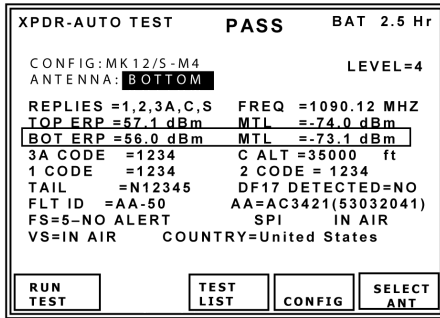 XPDR-AUTO TEST PASS BAT 2.5 Hr
CONFIG:MK12/S-M4 LEVEL=4
ANTENNA: BOTTOM
REPLIES =1,2,3A,C,S FREQ =1090.12 MHZ
TOP ERP =57.1 dBm MTL =-74.0 dBm
BOT ERP =56.0 dBm MTL =-73.1 dBm
3A CODE =1234 C ALT =35000 ft
1 CODE =1234 2 CODE = 1234
TAIL =N12345 DF17 DETECTED=NO
FLT ID =AA-50 AA=AC3421(53032041)
FS=5–NO ALERT SPI IN AIR
VS=IN AIR COUNTRY=United States
RUN TEST LIST CONFIG SELECT
TEST ANT